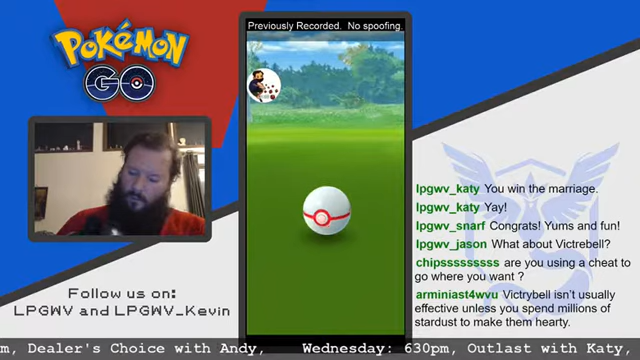 Previously Recorded. No spoofing.
POKÉMON
GO
lpgwv_katy You win the marriage.
lpgwv_katy Yay!
lpgwv_snarf Congrats! Yums and fun!
lpgwv_jason What about Victrebell?
chipsssssssss are you using a cheat to
go where you want ?
arminiast4wvu Victrybell isn't usually
effective unless you spend millions of
stardust to make them hearty.
Follow us on:
LPGWV and LPGWV_Kevin
m, Dealer's Choice with Andy, Wednesday: 630pm, Outlast with Katy,